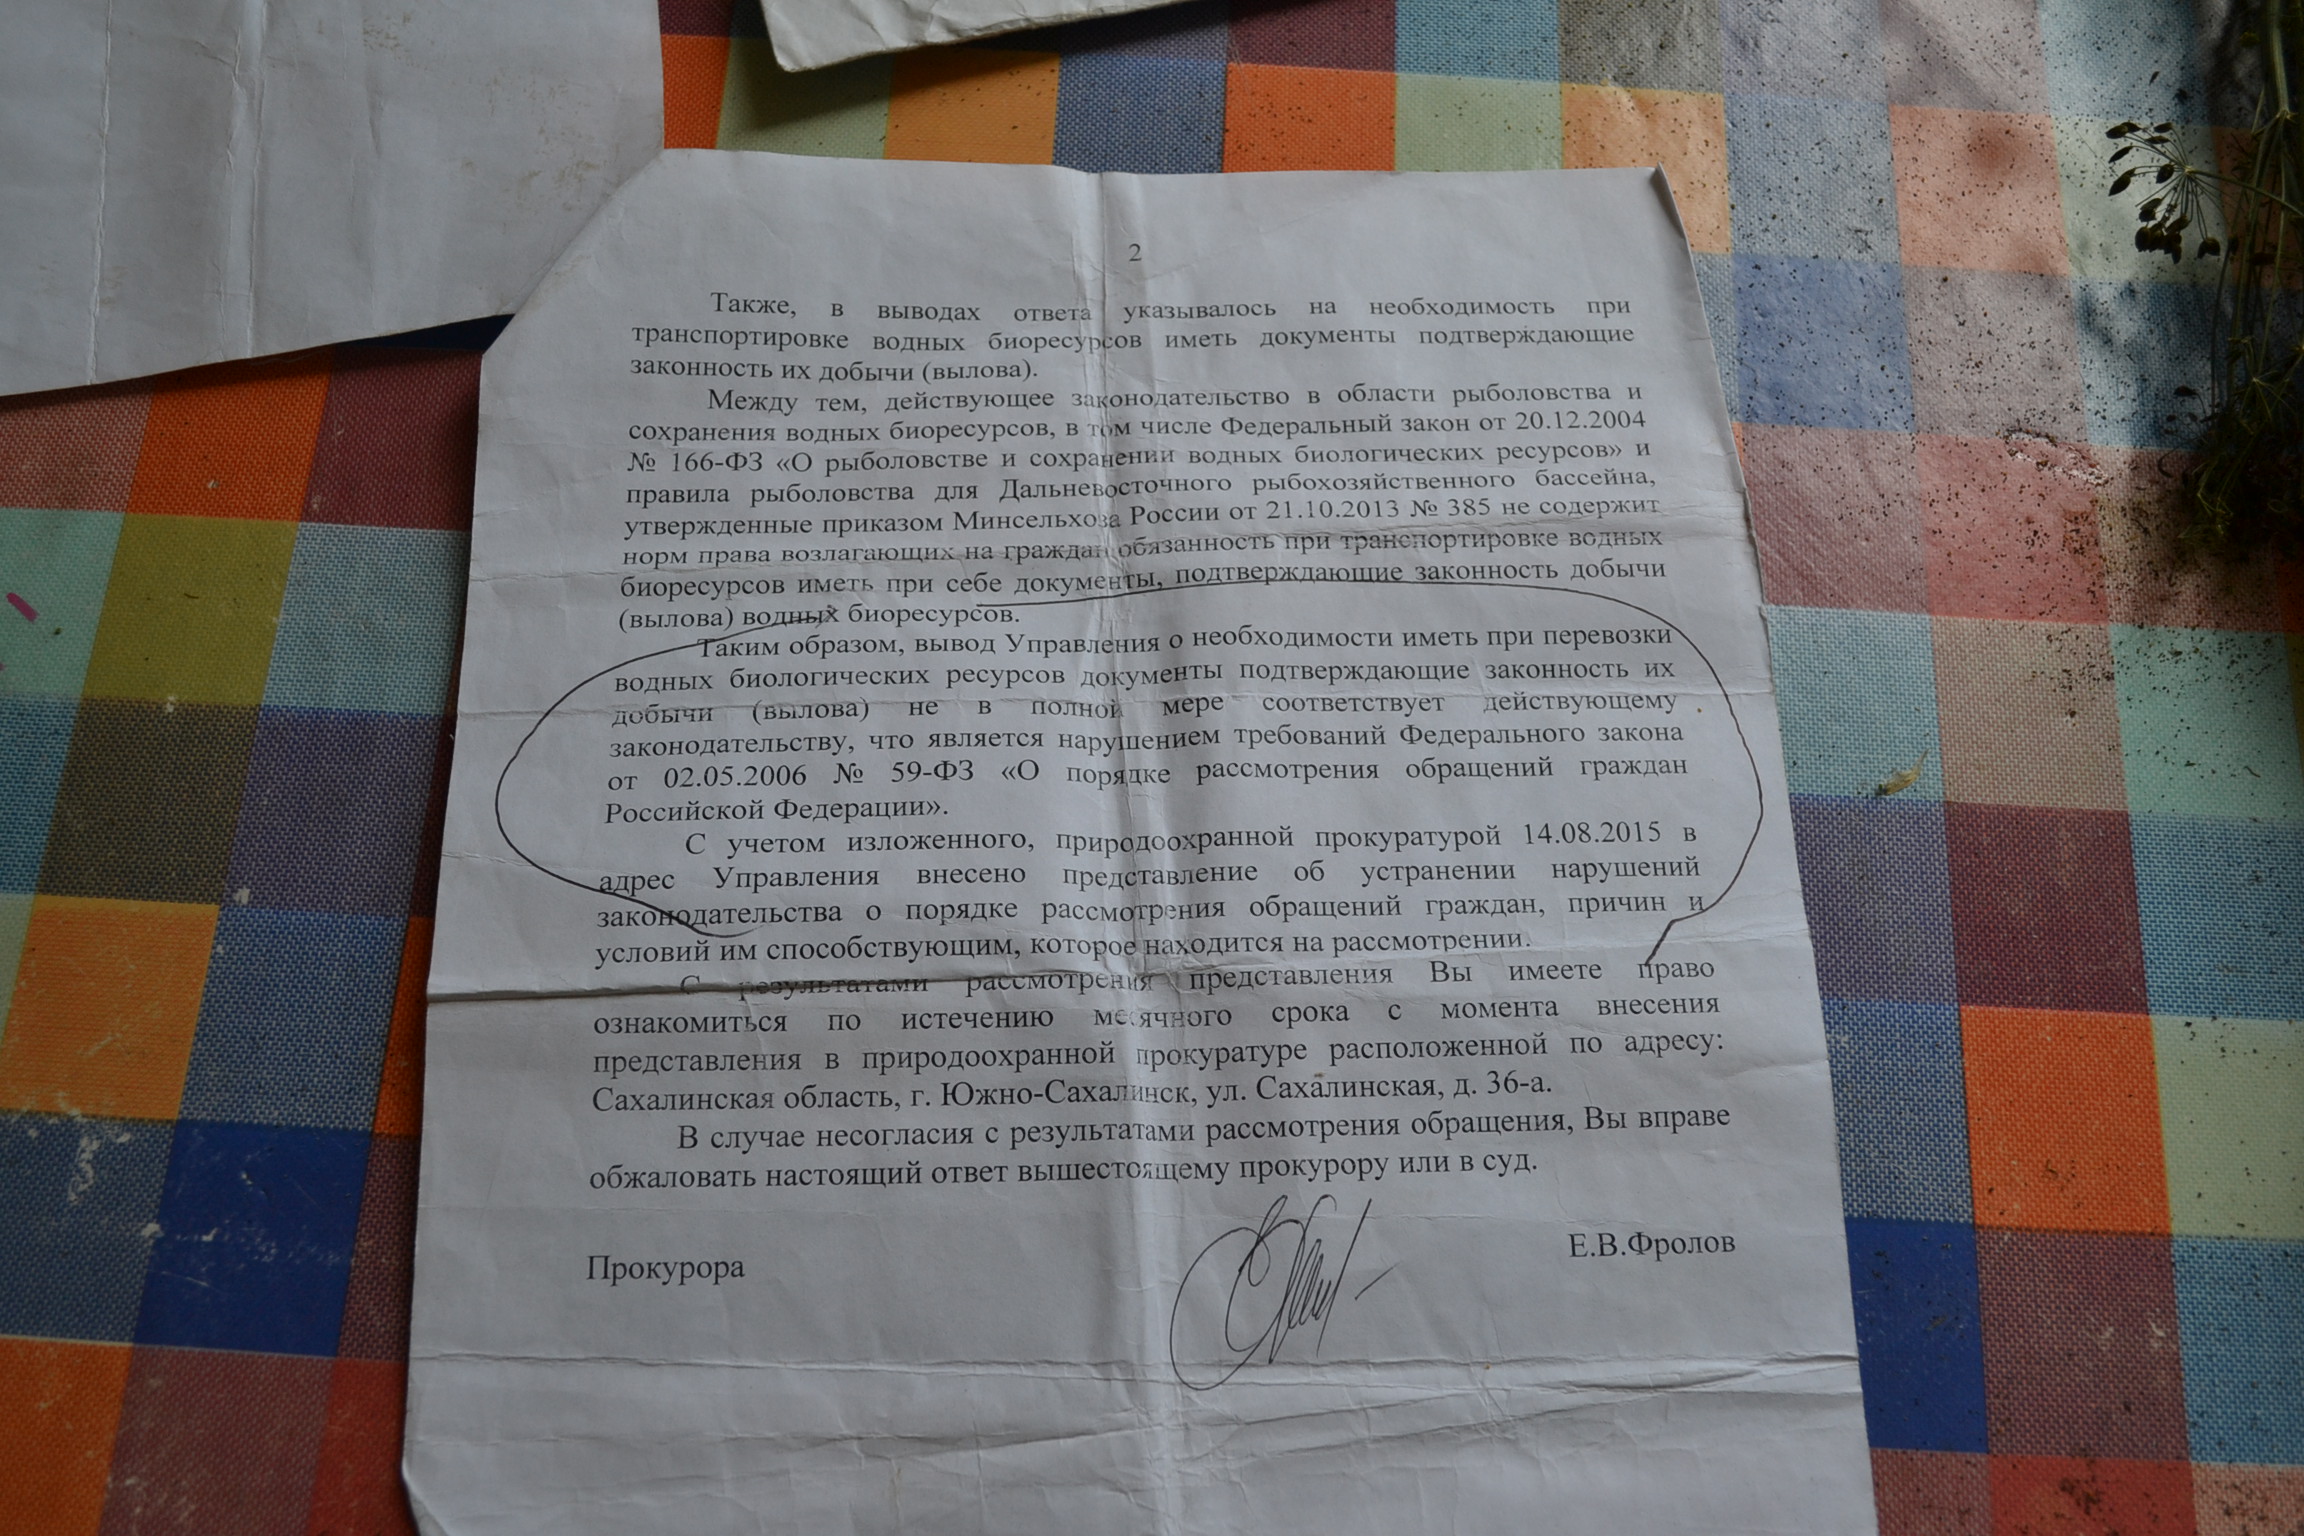 2
Также, в выводах ответа указывалось на необходимость при
транспортировке водных биоресурсов иметь документы подтверждающие
законность их добычи (вылова).
Между тем, действующее законодательство в области рыболовства и
сохранения водных биоресурсов, в том числе Федеральный закон от 20.12.2004
№ 166-ФЗ «О рыболовстве и сохранении водных биологических ресурсов» и
правила рыболовства для Дальневосточного рыбохозяйственного бассейна,
утвержденные приказом Минсельхоза России от 21.10.2013 № 385 не содержит
норм права возлагающих на граждан обязанность при транспортировке водных
биоресурсов иметь при себе документы, подтверждающие законность добычи
(вылова) водных биоресурсов.
Таким образом, вывод Управления о необходимости иметь при перевозки
водных биологических ресурсов документы подтверждающие законность их
добычи (вылова) не в полной мере соответствует действующему
законодательству, что является нарушением требований Федерального закона
от 02.05.2006 № 59-ФЗ «О порядке рассмотрения обращений граждан
Российской Федерации».
С учетом изложенного, природоохранной прокуратурой 14.08.2015 в
адрес Управления внесено представление об устранении нарушений
законодательства о порядке рассмотрения обращений граждан, причин и
условий им способствующим, которое находится на рассмотрении.
С результатами рассмотрения представления Вы имеете право
ознакомиться по истечению месячного срока с момента внесения
представления в природоохранной прокуратуре расположенной по адресу:
Сахалинская область, г. Южно-Сахалинск, ул. Сахалинская, д. 36-а.
В случае несогласия с результатами рассмотрения обращения, Вы вправе
обжаловать настоящий ответ вышестоящему прокурору или в суд.
Прокурора Е.В.Фролов